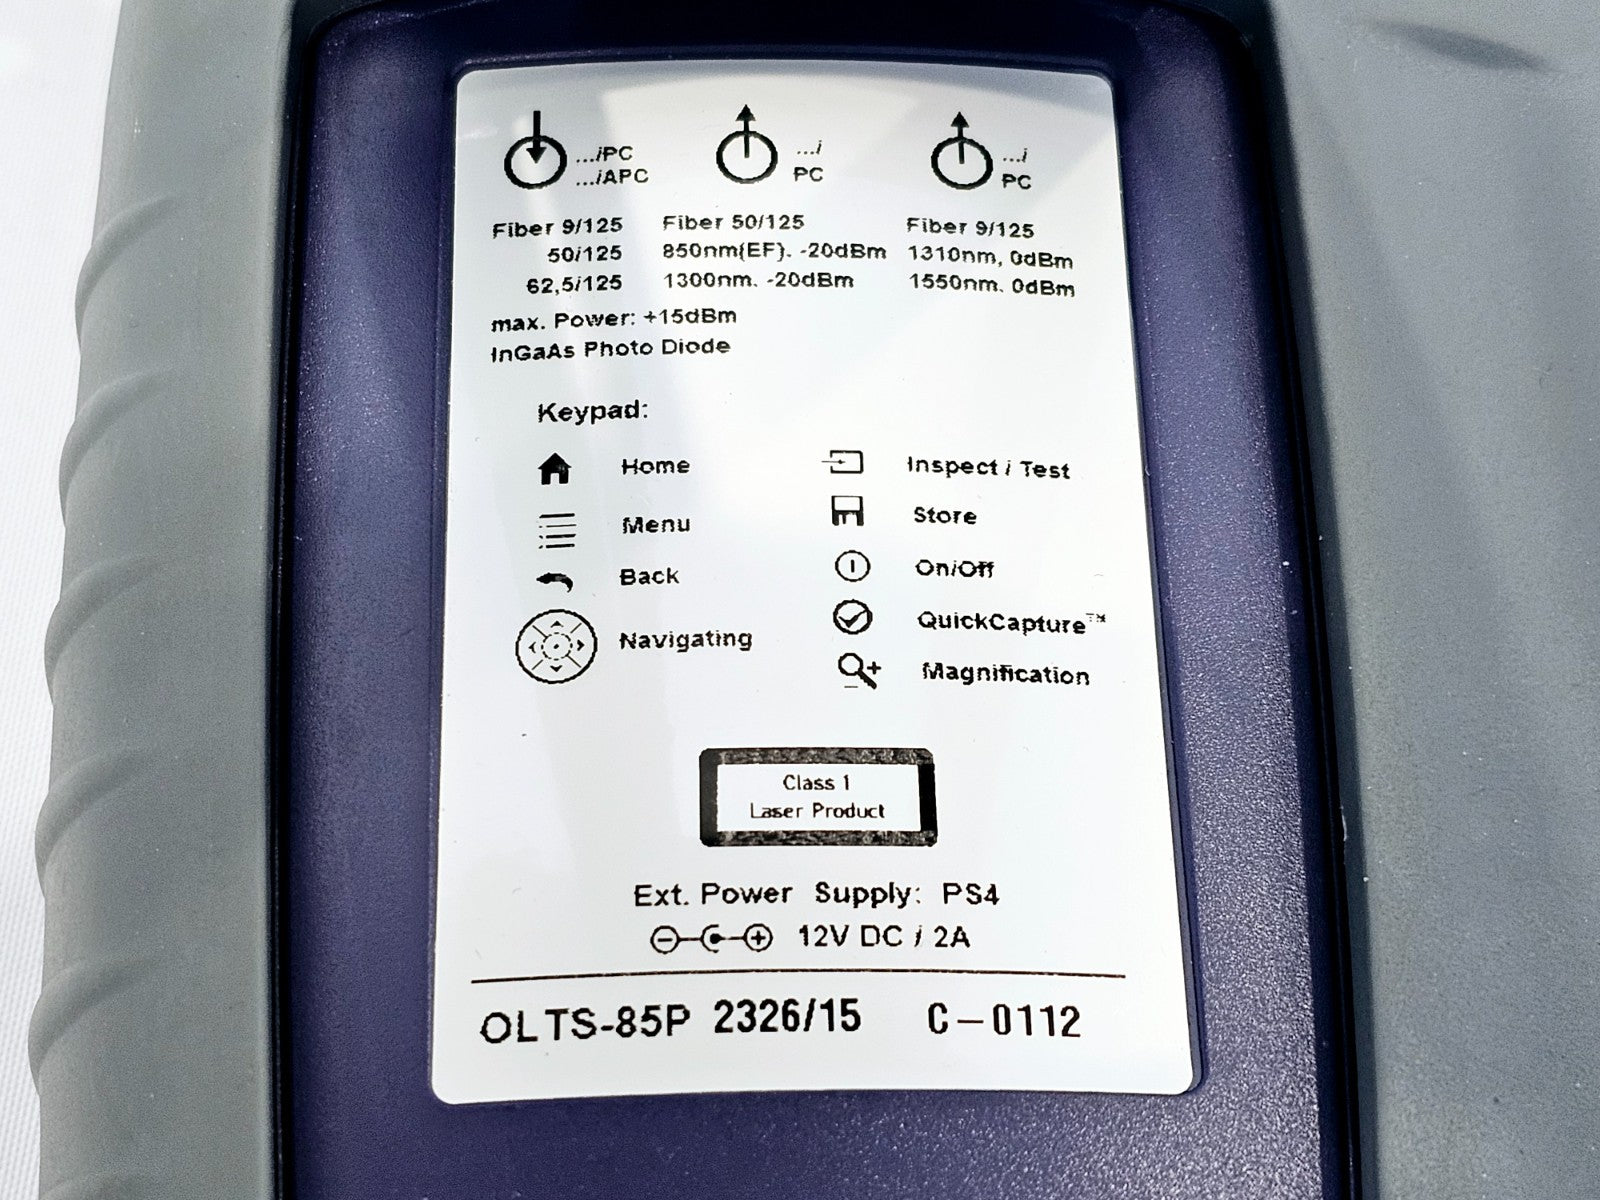 .../PC
.../APC
.../
PC
.../
PC
Fiber 9/125
50/125
62,5/125
Fiber 50/125
850nm(EF). -20dBm
1300nm. -20dBm
Fiber 9/125
1310nm, 0dBm
1550nm. 0dBm
max. Power: +15dBm
InGaAs Photo Diode
Keypad:
Home
Menu
Back
Navigating
Inspect / Test
Store
On/Off
QuickCapture™
Magnification
Class 1
Laser Product
Ext. Power Supply: PS4
12V DC / 2A
OLTS-85P 2326/15 C-0112